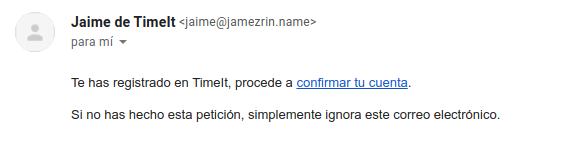 Jaime de TimeIt <jaime@jamezrin.name>
para mí
Te has registrado en TimeIt, procede a confirmar tu cuenta.
Si no has hecho esta petición, simplemente ignora este correo electrónico.